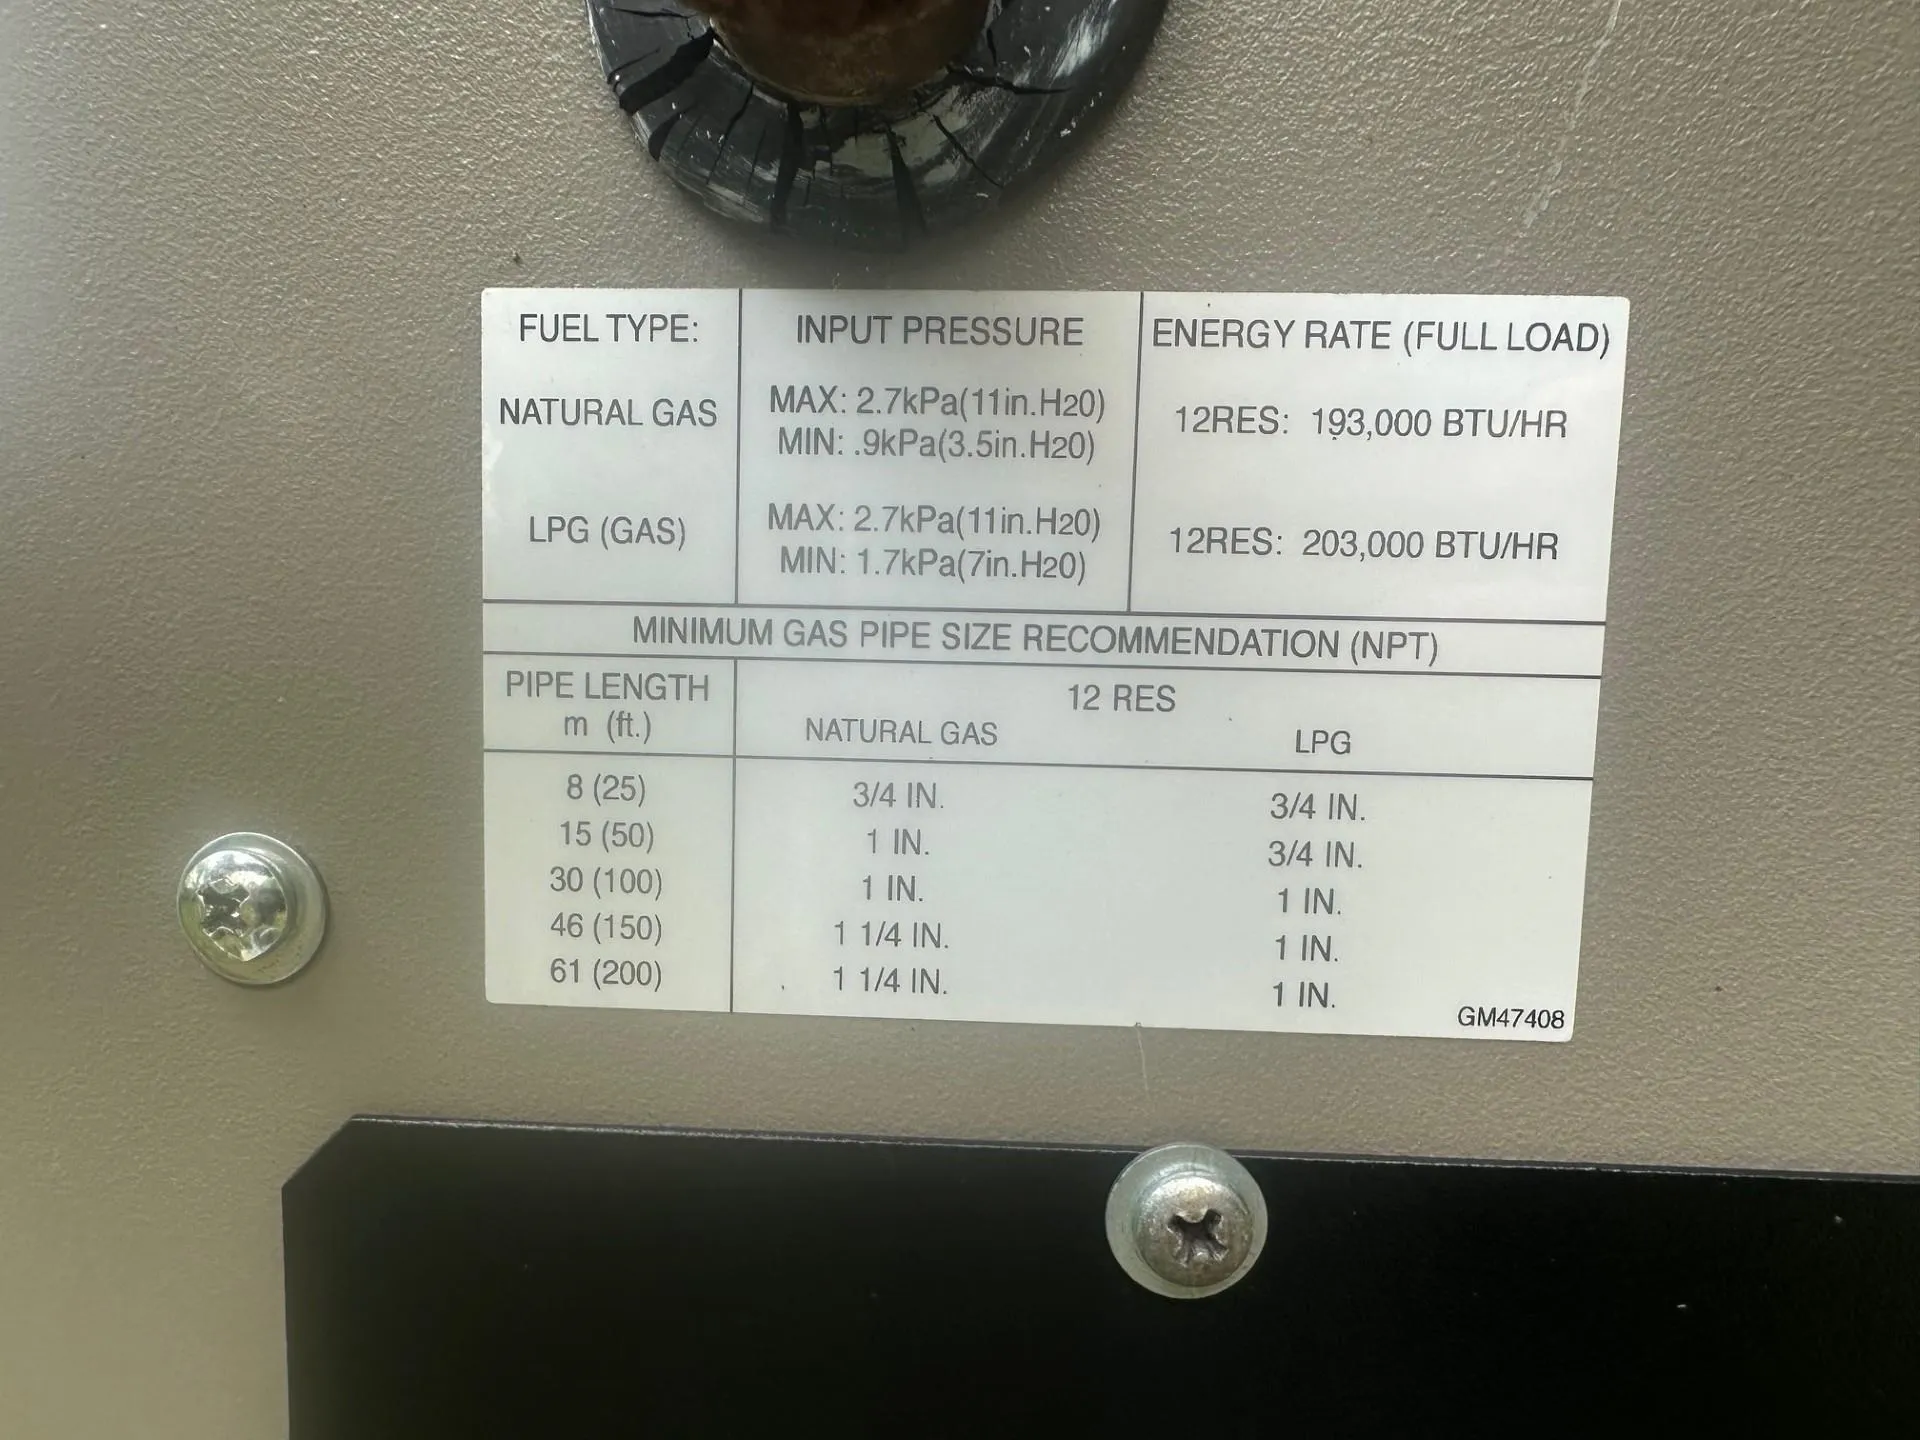 FUEL TYPE: INPUT PRESSURE ENERGY RATE (FULL LOAD)
NATURAL GAS MAX: 2.7kPa(11in.H20) 12RES: 193,000 BTU/HR
MIN: .9kPa(3.5in.H20)
LPG (GAS) MAX: 2.7kPa(11in.H20) 12RES: 203,000 BTU/HR
MIN: 1.7kPa(7in.H20)
MINIMUM GAS PIPE SIZE RECOMMENDATION (NPT)
PIPE LENGTH 12 RES
m (ft.) NATURAL GAS LPG
8 (25) 3/4 IN. 3/4 IN.
15 (50) 1 IN. 3/4 IN.
30 (100) 1 IN. 1 IN.
46 (150) 1 1/4 IN. 1 IN.
61 (200) 1 1/4 IN. 1 IN.
GM47408